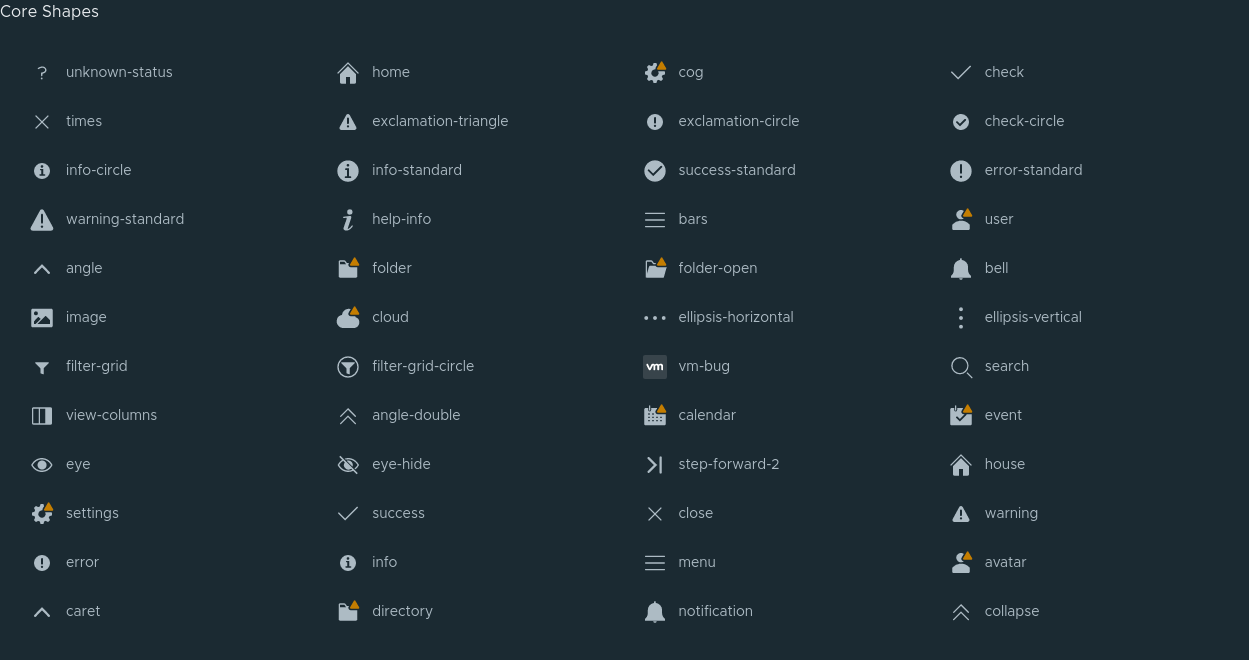 Core Shapes
? unknown-status home cog check
times exclamation-triangle exclamation-circle check-circle
info-circle info-standard success-standard error-standard
warning-standard help-info bars user
angle folder folder-open bell
image cloud ellipsis-horizontal ellipsis-vertical
filter-grid filter-grid-circle vm vm-bug search
view-columns angle-double calendar event
eye eye-hide step-forward-2 house
settings success close warning
error info menu avatar
caret directory notification collapse